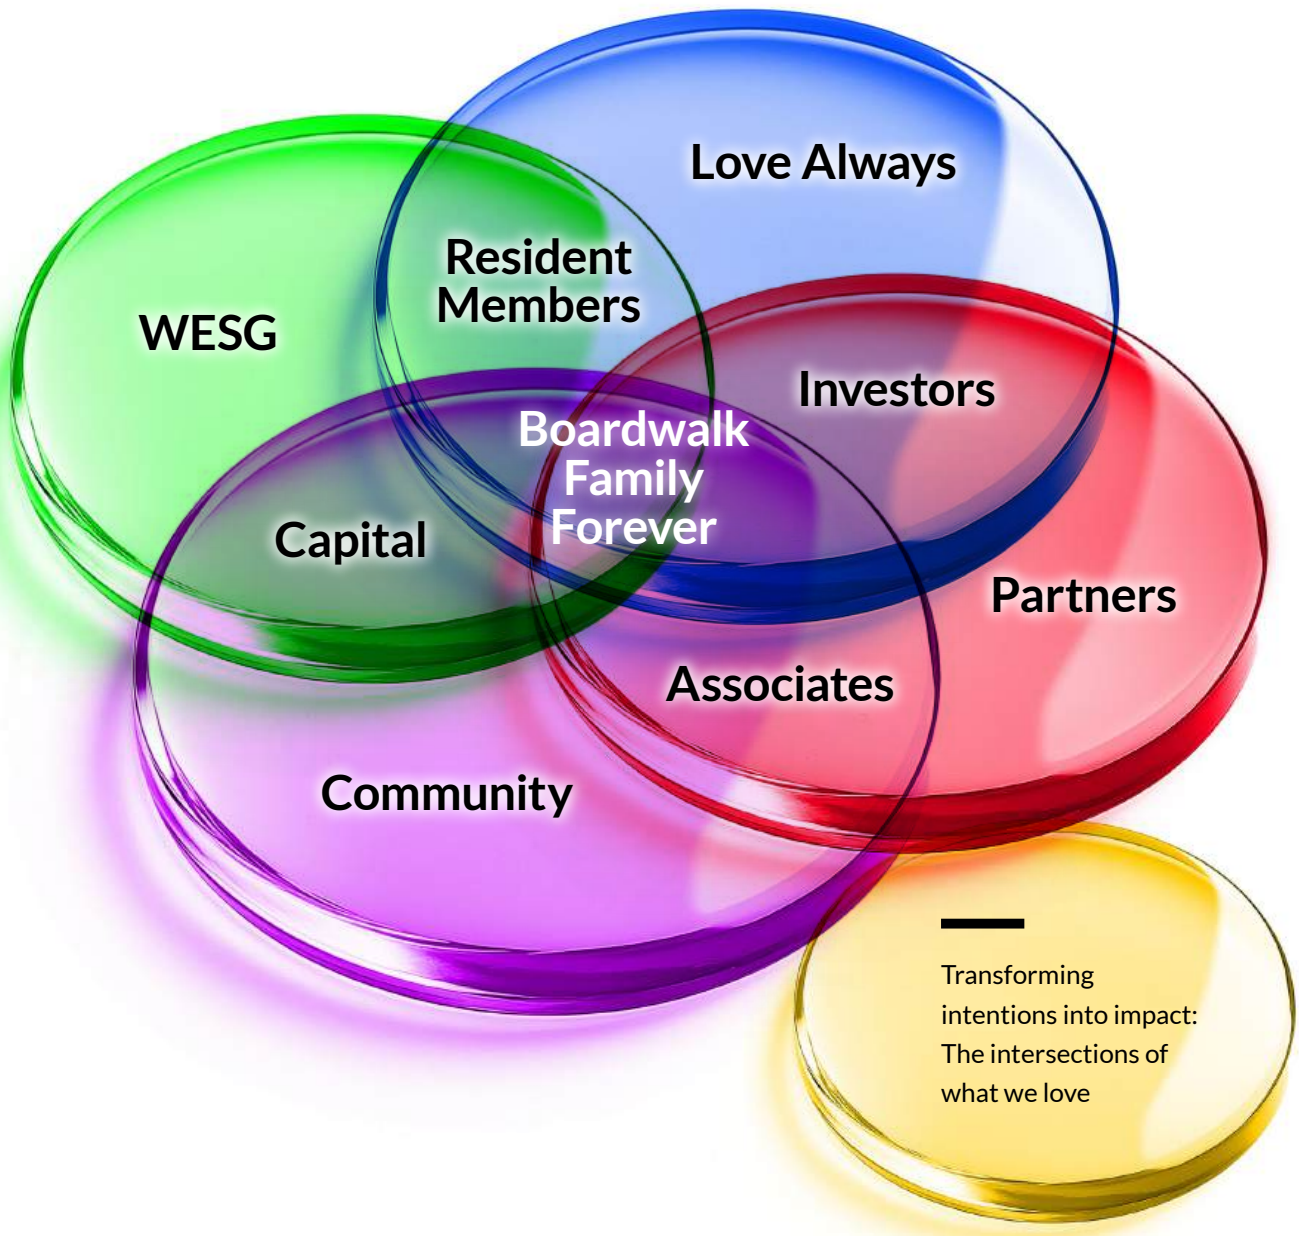 Love Always
Resident
Members
WESG
Investors
Boardwalk
Family
Forever
Capital
Partners
Associates
Community
Transforming
intentions into impact:
The intersections of
what we love